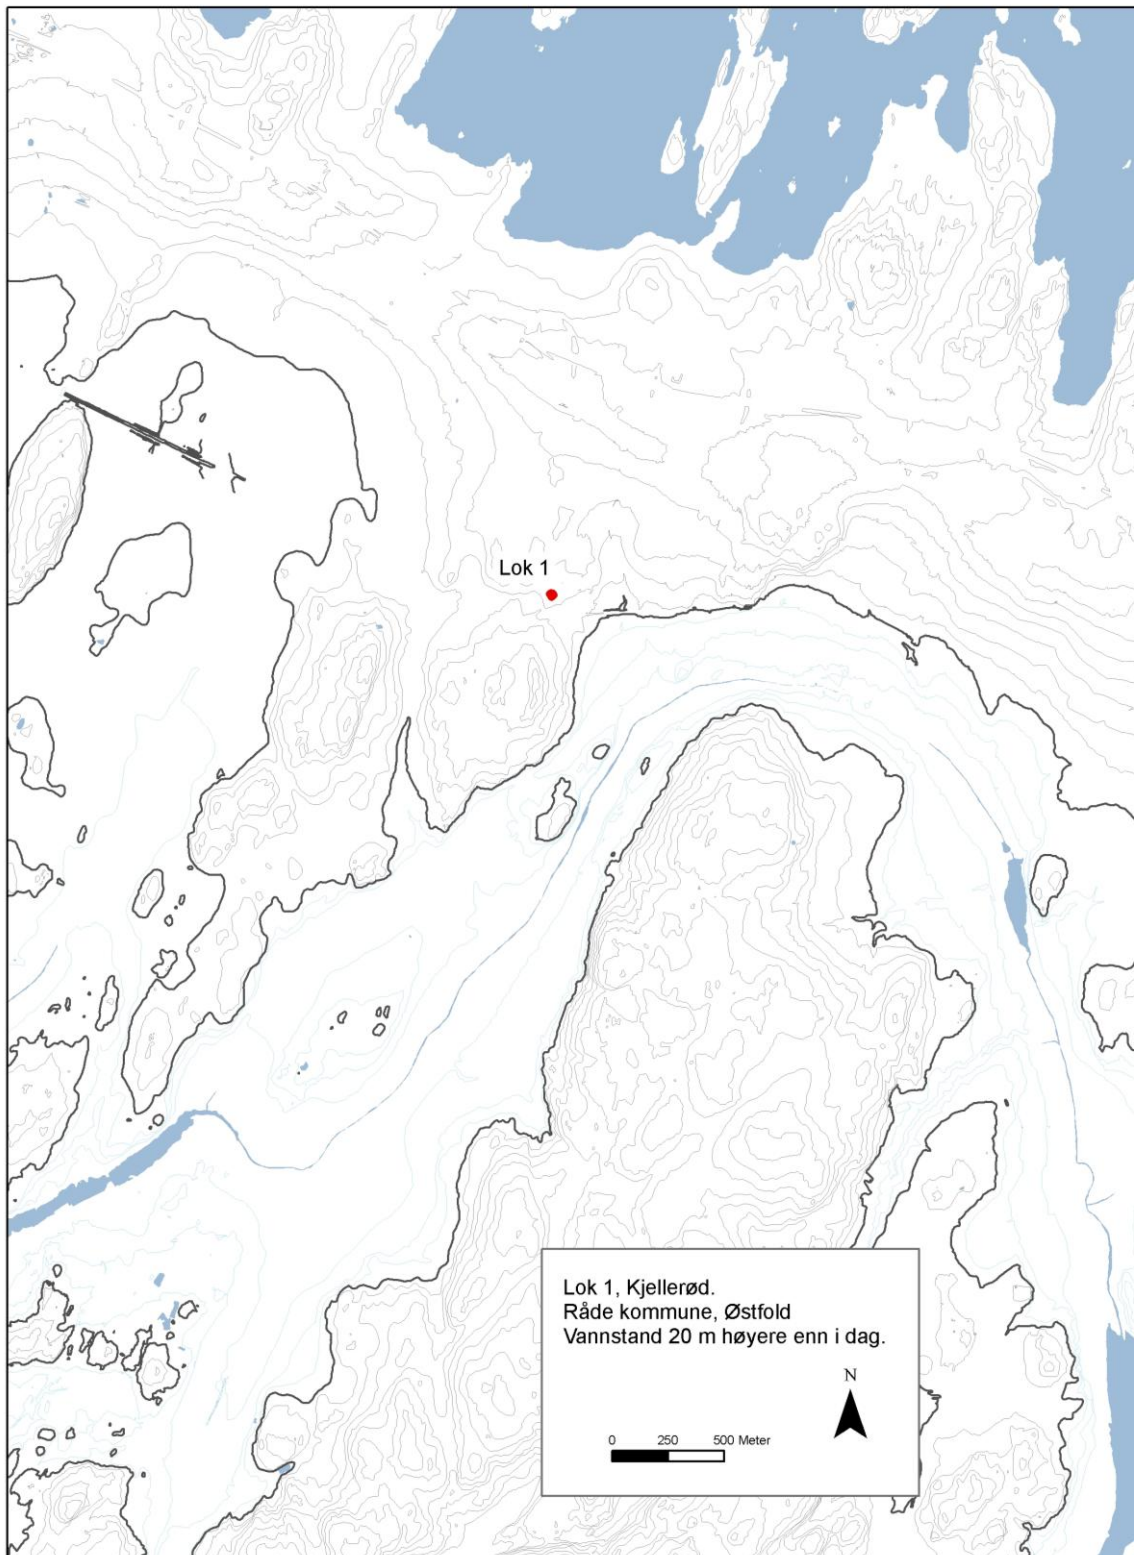 Lok 1
Lok 1, Kjellerød.
Råde kommune, Østfold
Vannstand 20 m høyere enn i dag.
N
0 250 500 Meter